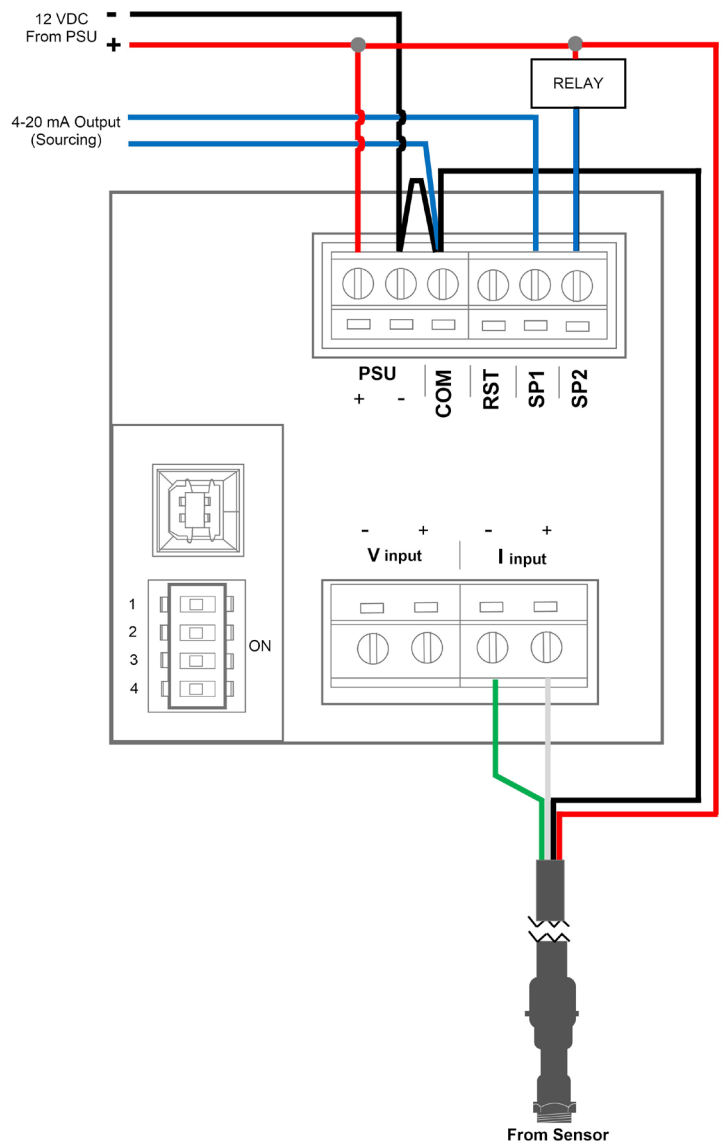 12 VDC
From PSU
-
+
RELAY
4-20 mA Output
(Sourcing)
PSU
+ -
COM
RST
SP1
SP2
- + - +
V input I input
1
2
3
4
ON
From Sensor